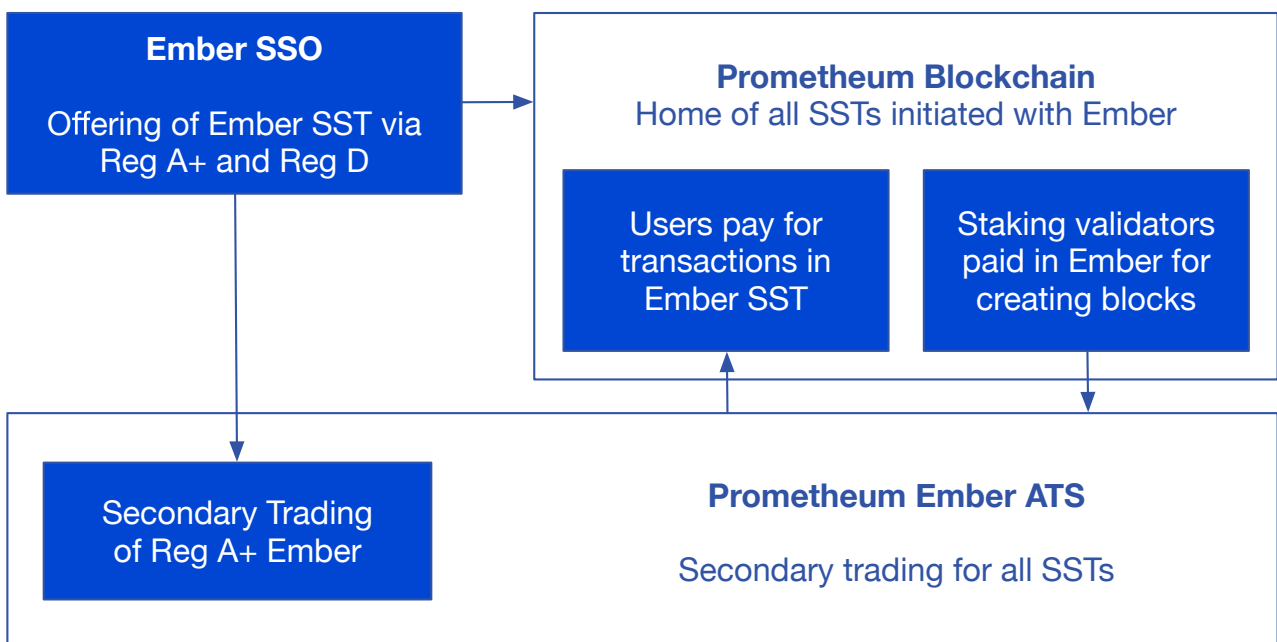 Ember SSO
Offering of Ember SST via
Reg A+ and Reg D
Prometheum Blockchain
Home of all SSTs initiated with Ember
Users pay for
transactions in
Ember SST
Staking validators
paid in Ember for
creating blocks
Secondary Trading
of Reg A+ Ember
Prometheum Ember ATS
Secondary trading for all SSTs